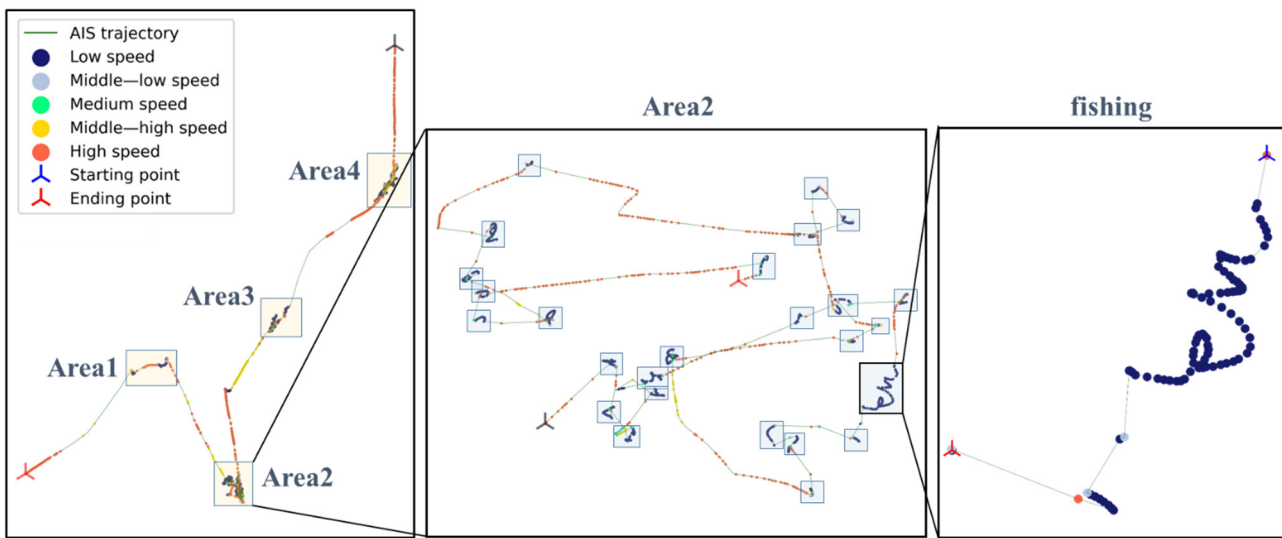 AIS trajectory
Low speed
Middle—low speed
Medium speed
Middle—high speed
High speed
Starting point
Ending point
Area4
Area3
Area1
Area2
Area2
fishing